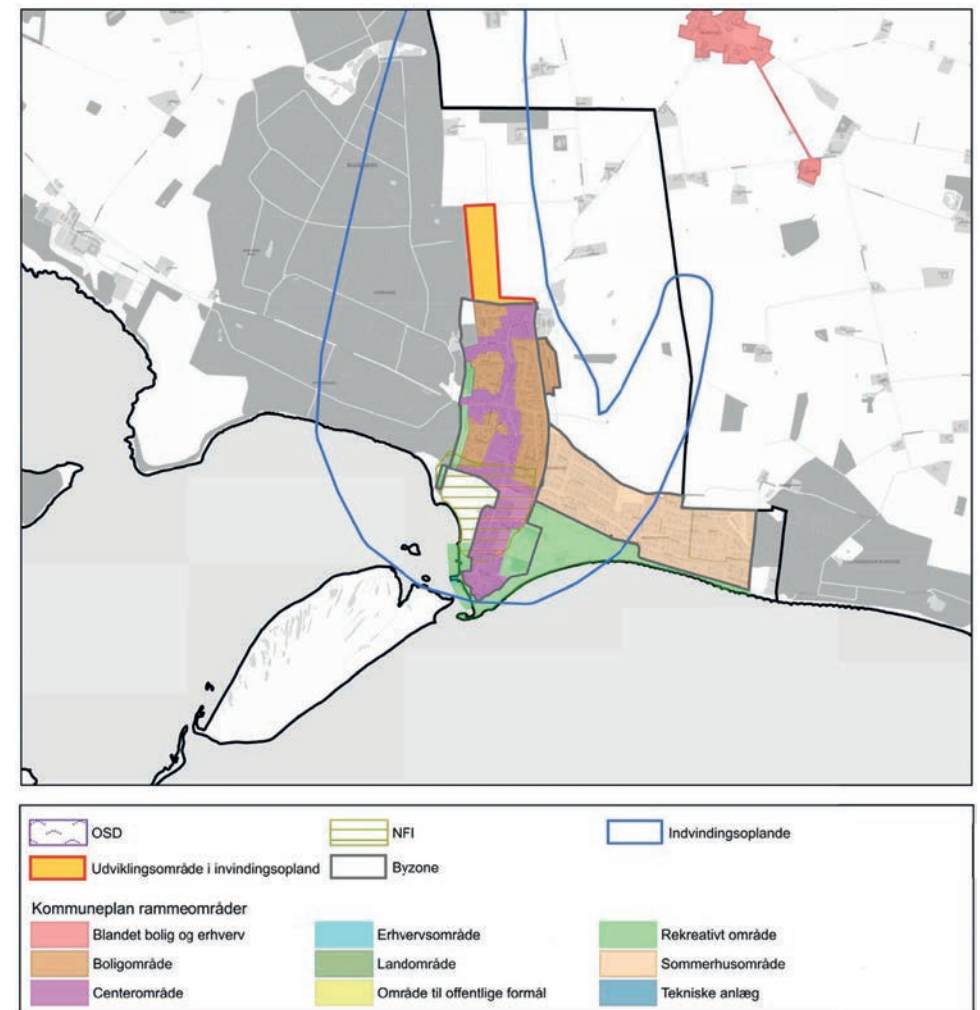 OSD
NFI
Indvindingsoplande
Udviklingsområde i invindingsopland
Byzone
Kommuneplan rammeområder
Blandet bolig og erhverv
Erhvervsområde
Rekreativt område
Boligområde
Landområde
Sommerhusområde
Centerområde
Område til offentlige formål
Tekniske anlæg